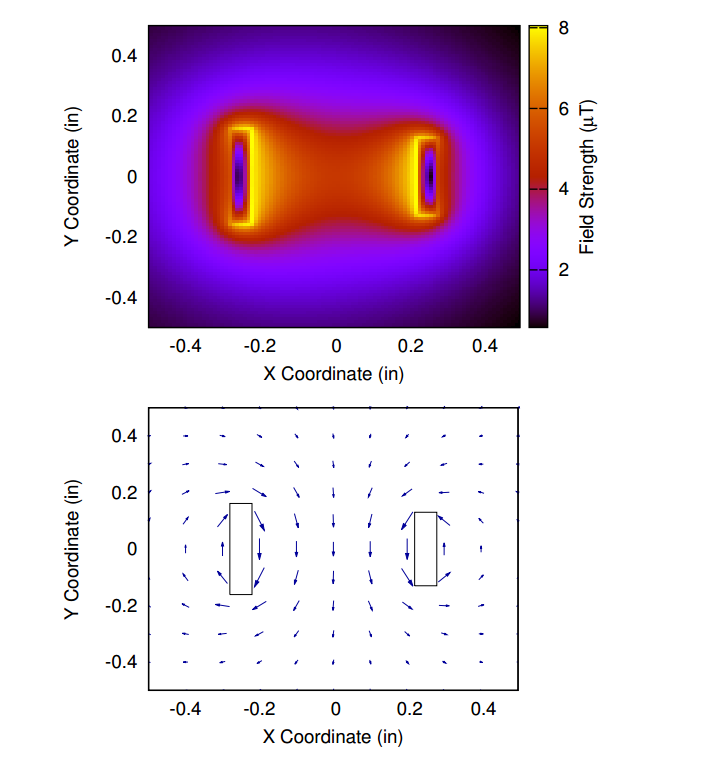 0.4
0.2
0
-0.2
-0.4
Y Coordinate (in)
-0.4 -0.2 0 0.2 0.4
X Coordinate (in)
8
6
4
2
Field Strength (μT)
0.4
0.2
0
-0.2
-0.4
Y Coordinate (in)
-0.4 -0.2 0 0.2 0.4
X Coordinate (in)